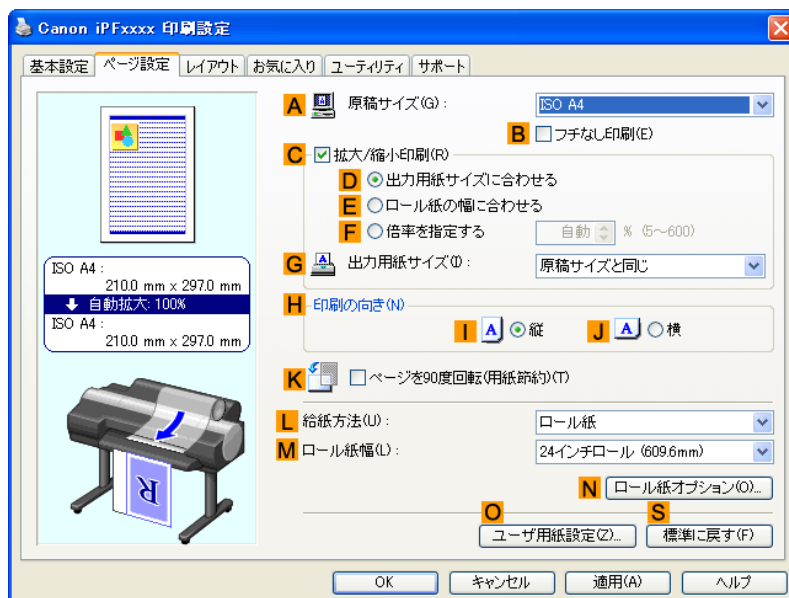 Canon iPFxxxx 印刷設定
基本設定 ページ設定 レイアウト お気に入り ユーティリティ サポート
A 原稿サイズ(G): ISO A4
B フチなし印刷(E)
C 拡大/縮小印刷(R)
D 出力用紙サイズに合わせる
E ロール紙の幅に合わせる
F 倍率を指定する 自動 % (5～600)
G 出力用紙サイズ(I): 原稿サイズと同じ
ISO A4 :
210.0 mm x 297.0 mm
自動拡大: 100%
ISO A4 :
210.0 mm x 297.0 mm
H 印刷の向き(N)
I A 縦 J A 横
K ページを90度回転(用紙節約)(T)
L 給紙方法(U): ロール紙
M ロール紙幅(L): 24インチロール (609.6mm)
R
N ロール紙オプション(O)...
O S
ユーザ用紙設定(Z)... 標準に戻す(F)
OK キャンセル 適用(A) ヘルプ